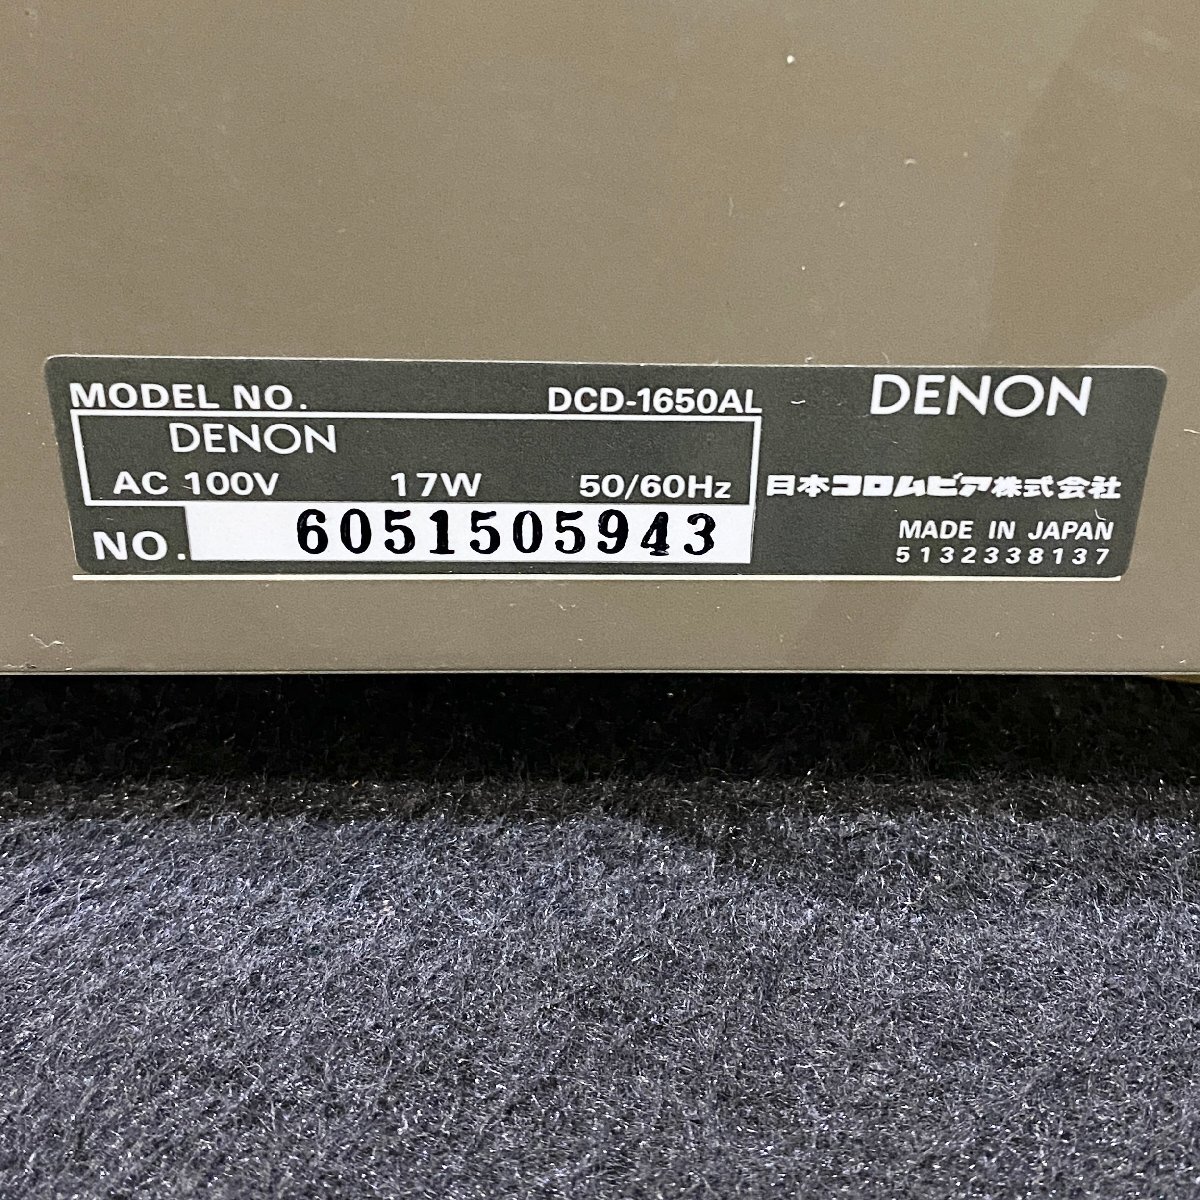 MODEL NO. DCD-1650AL
DENON
AC 100V 17W 50/60Hz
NO. 6051505943
DENON
日本コロムビア株式会社
MADE IN JAPAN
5132338137